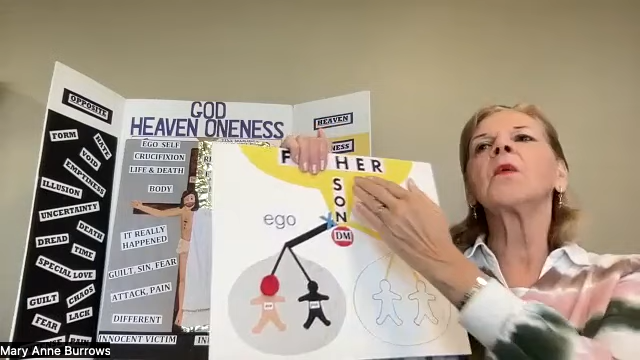 OPPOSITE
FORM
HATE
VOID
EMPTINESS
ILLUSION
UNCERTAINTY
DEATH
DREAD
TIME
SPECIAL LOVE
GUILT
CHAOS
LACK
FEAR
GOD
HEAVEN ONENESS
EGO SELF
CRUCIFIXION
LIFE & DEATH
BODY
IT REALLY
HAPPENED
GUILT, SIN, FEAR
ATTACK, PAIN
DIFFERENT
INNOCENT VICTIM
HEAVEN
F HER
SON
DM
ego
Mary Anne Burrows